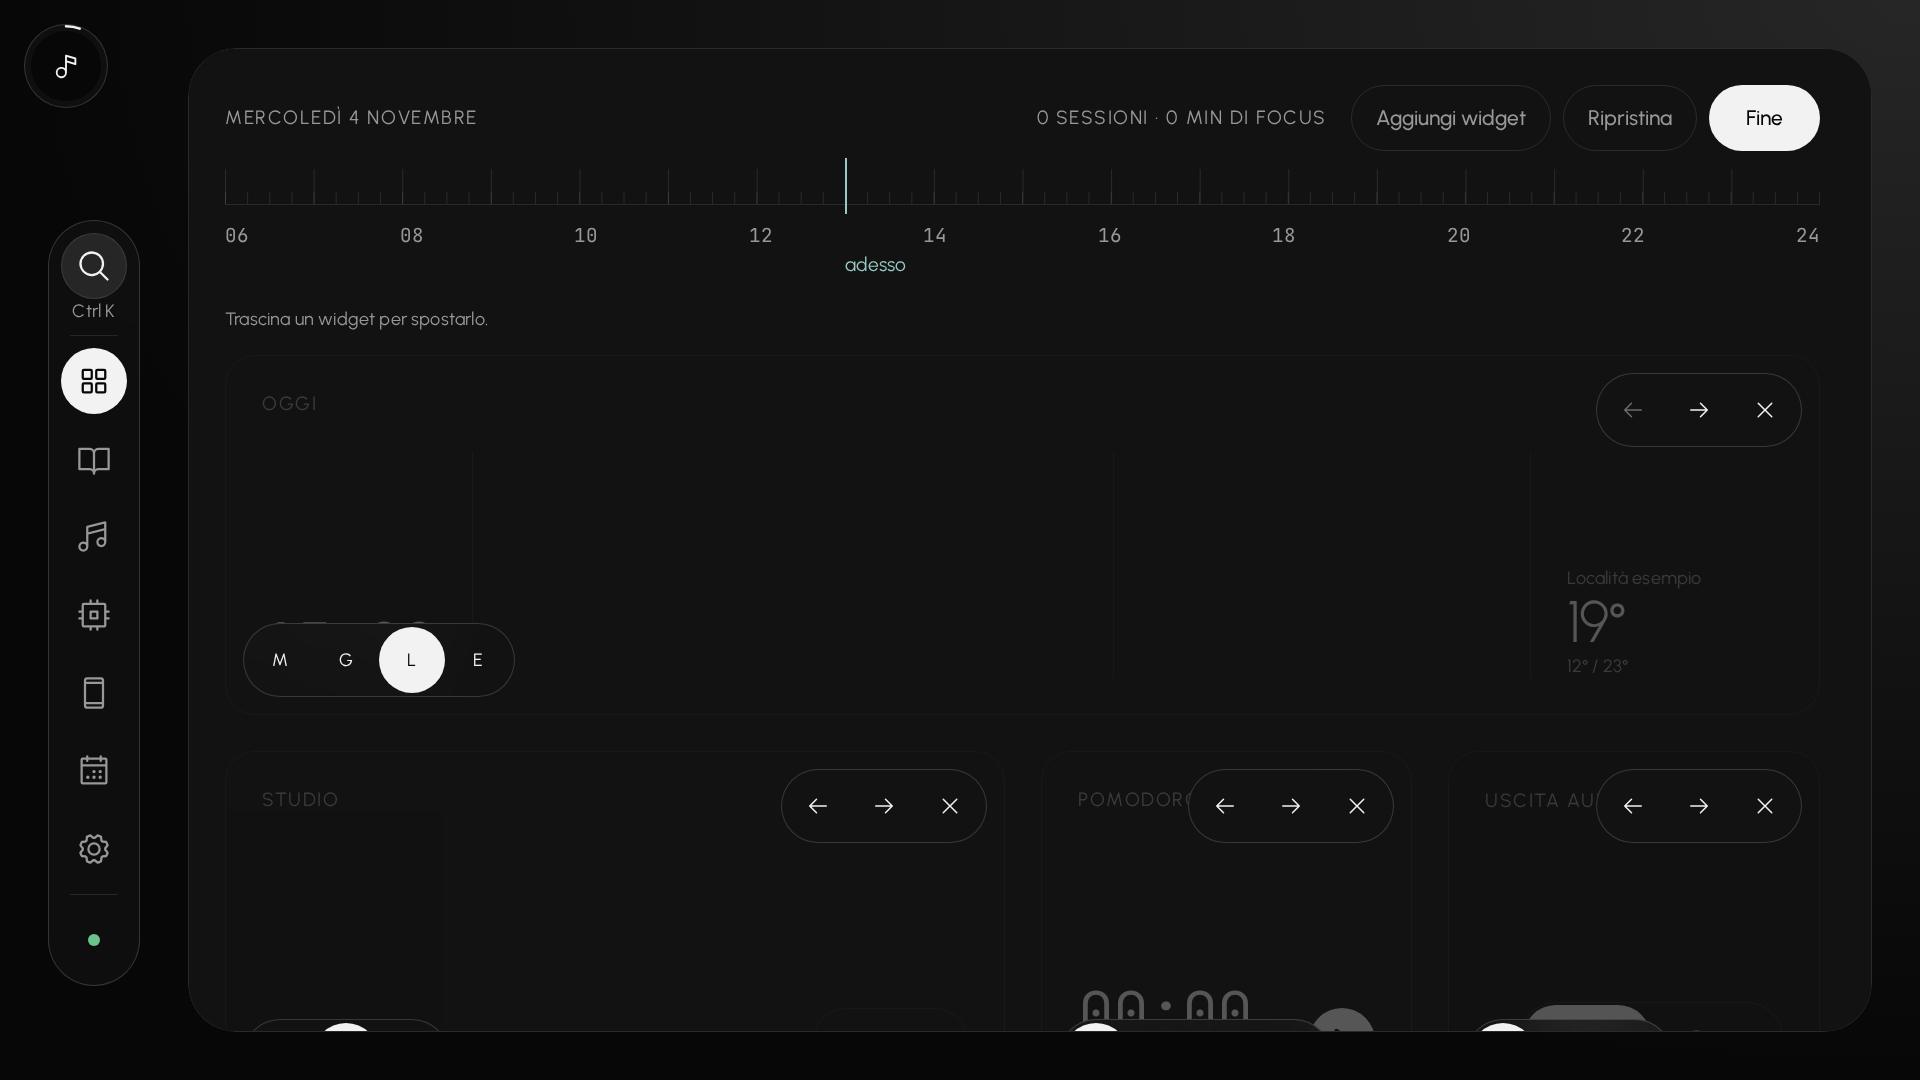 MERCOLEDÌ 4 NOVEMBRE
0 SESSIONI · 0 MIN DI FOCUS
Aggiungi widget
Ripristina
Fine
06 08 10 12 14 16 18 20 22 24
adesso
Ctrl K
Trascina un widget per spostarlo.
OGGI
Località esempio
19°
12° / 23°
M G L E
STUDIO
POMODORO
USCITA AU
00:00